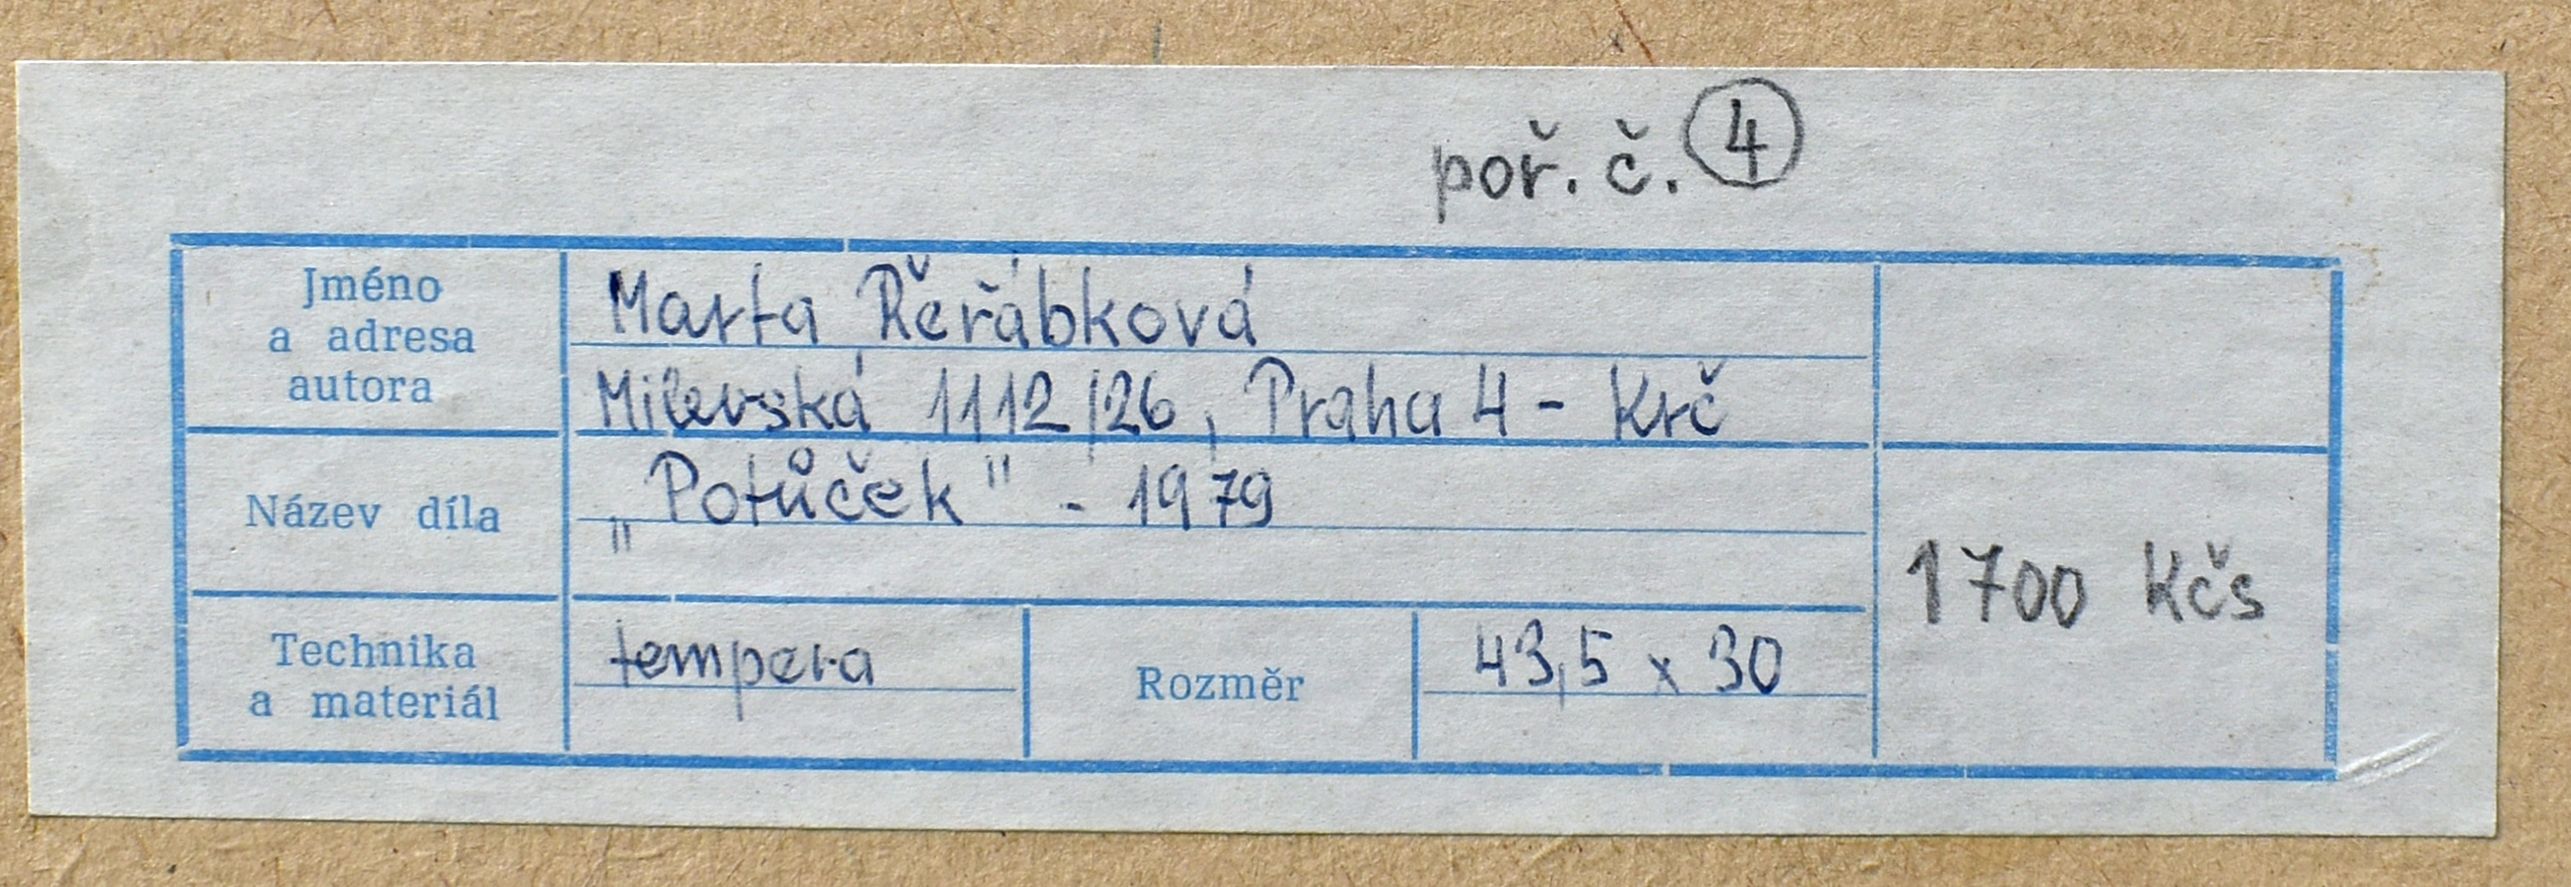 poř. č. 4
Jméno
a adresa
autora
Marta Řeřábková
Milevská 1112/26, Praha 4 - Krč
Název díla
„Potůček" - 1979
1700 Kčs
Technika
a materiál
tempera
Rozměr
43,5 x 30